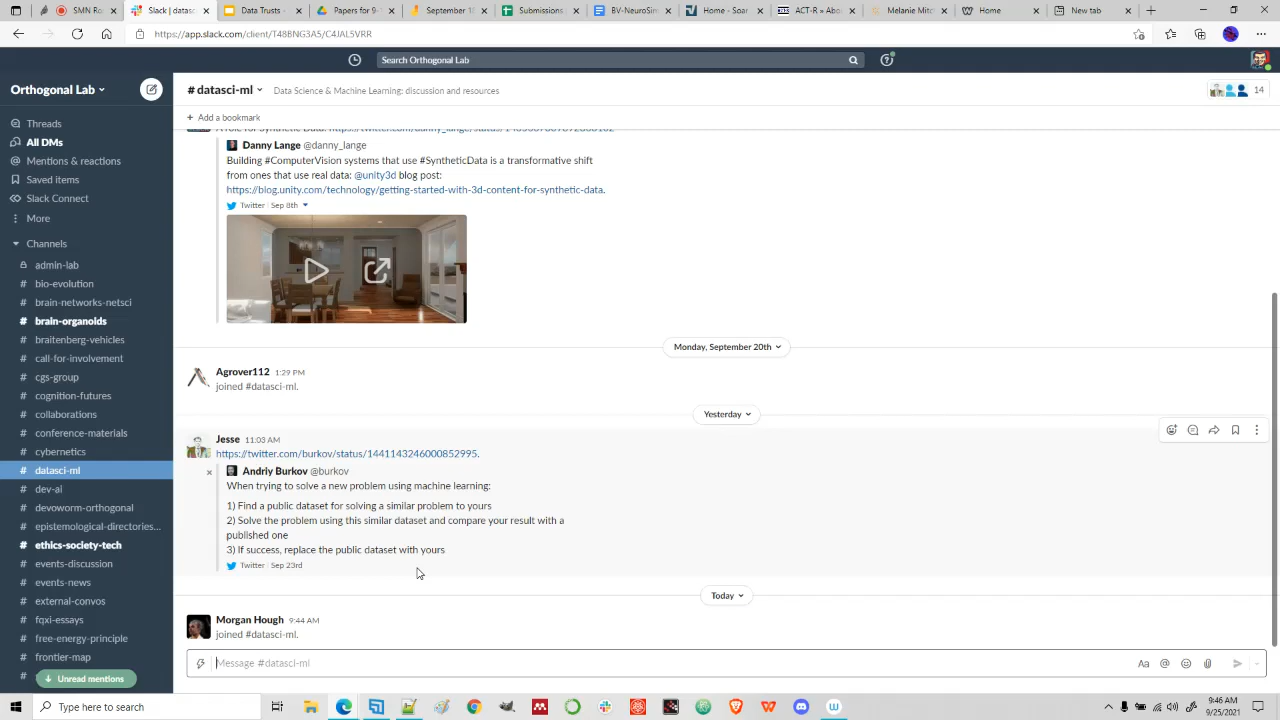 SMN Ro
Slack | datasc
Data Trusts -
Papers for 9-
September 18
Submissions
BV-NeuroSim
Home - Soar
a r.e.a.
Melanie Mitc
Home
New tab
https://app.slack.com/client/T48BNG3A5/C4JAL5VRR
Search Orthogonal Lab
Orthogonal Lab
# datasci-ml
Data Science & Machine Learning: discussion and resources
14
+ Add a bookmark
Threads
All DMs
Mentions & reactions
Saved items
Slack Connect
More
Channels
admin-lab
# bio-evolution
# brain-networks-netsci
# brain-organoids
# braitenberg-vehicles
# call-for-involvement
# cgs-group
# cognition-futures
# collaborations
# conference-materials
# cybernetics
# datasci-ml
# dev-ai
# devoworm-orthogonal
# epistemological-directories...
# ethics-society-tech
# events-discussion
# events-news
# external-convos
# fqxi-essays
# free-energy-principle
# frontier-map
#
Unread mentions
Danny Lange @danny_lange
Building #ComputerVision systems that use #SyntheticData is a transformative shift
from ones that use real data: @unity3d blog post:
https://blog.unity.com/technology/getting-started-with-3d-content-for-synthetic-data.
Twitter | Sep 8th
Monday, September 20th
Agrover112 1:29 PM
joined #datasci-ml.
Yesterday
Jesse 11:03 AM
https://twitter.com/burkov/status/1441143246000852995.
Andriy Burkov @burkov
When trying to solve a new problem using machine learning:
1) Find a public dataset for solving a similar problem to yours
2) Solve the problem using this similar dataset and compare your result with a
published one
3) If success, replace the public dataset with yours
Twitter | Sep 23rd
Today
Morgan Hough 9:44 AM
joined #datasci-ml.
Message #datasci-ml
Aa @
Type here to search
9:46 AM
9/25/2021